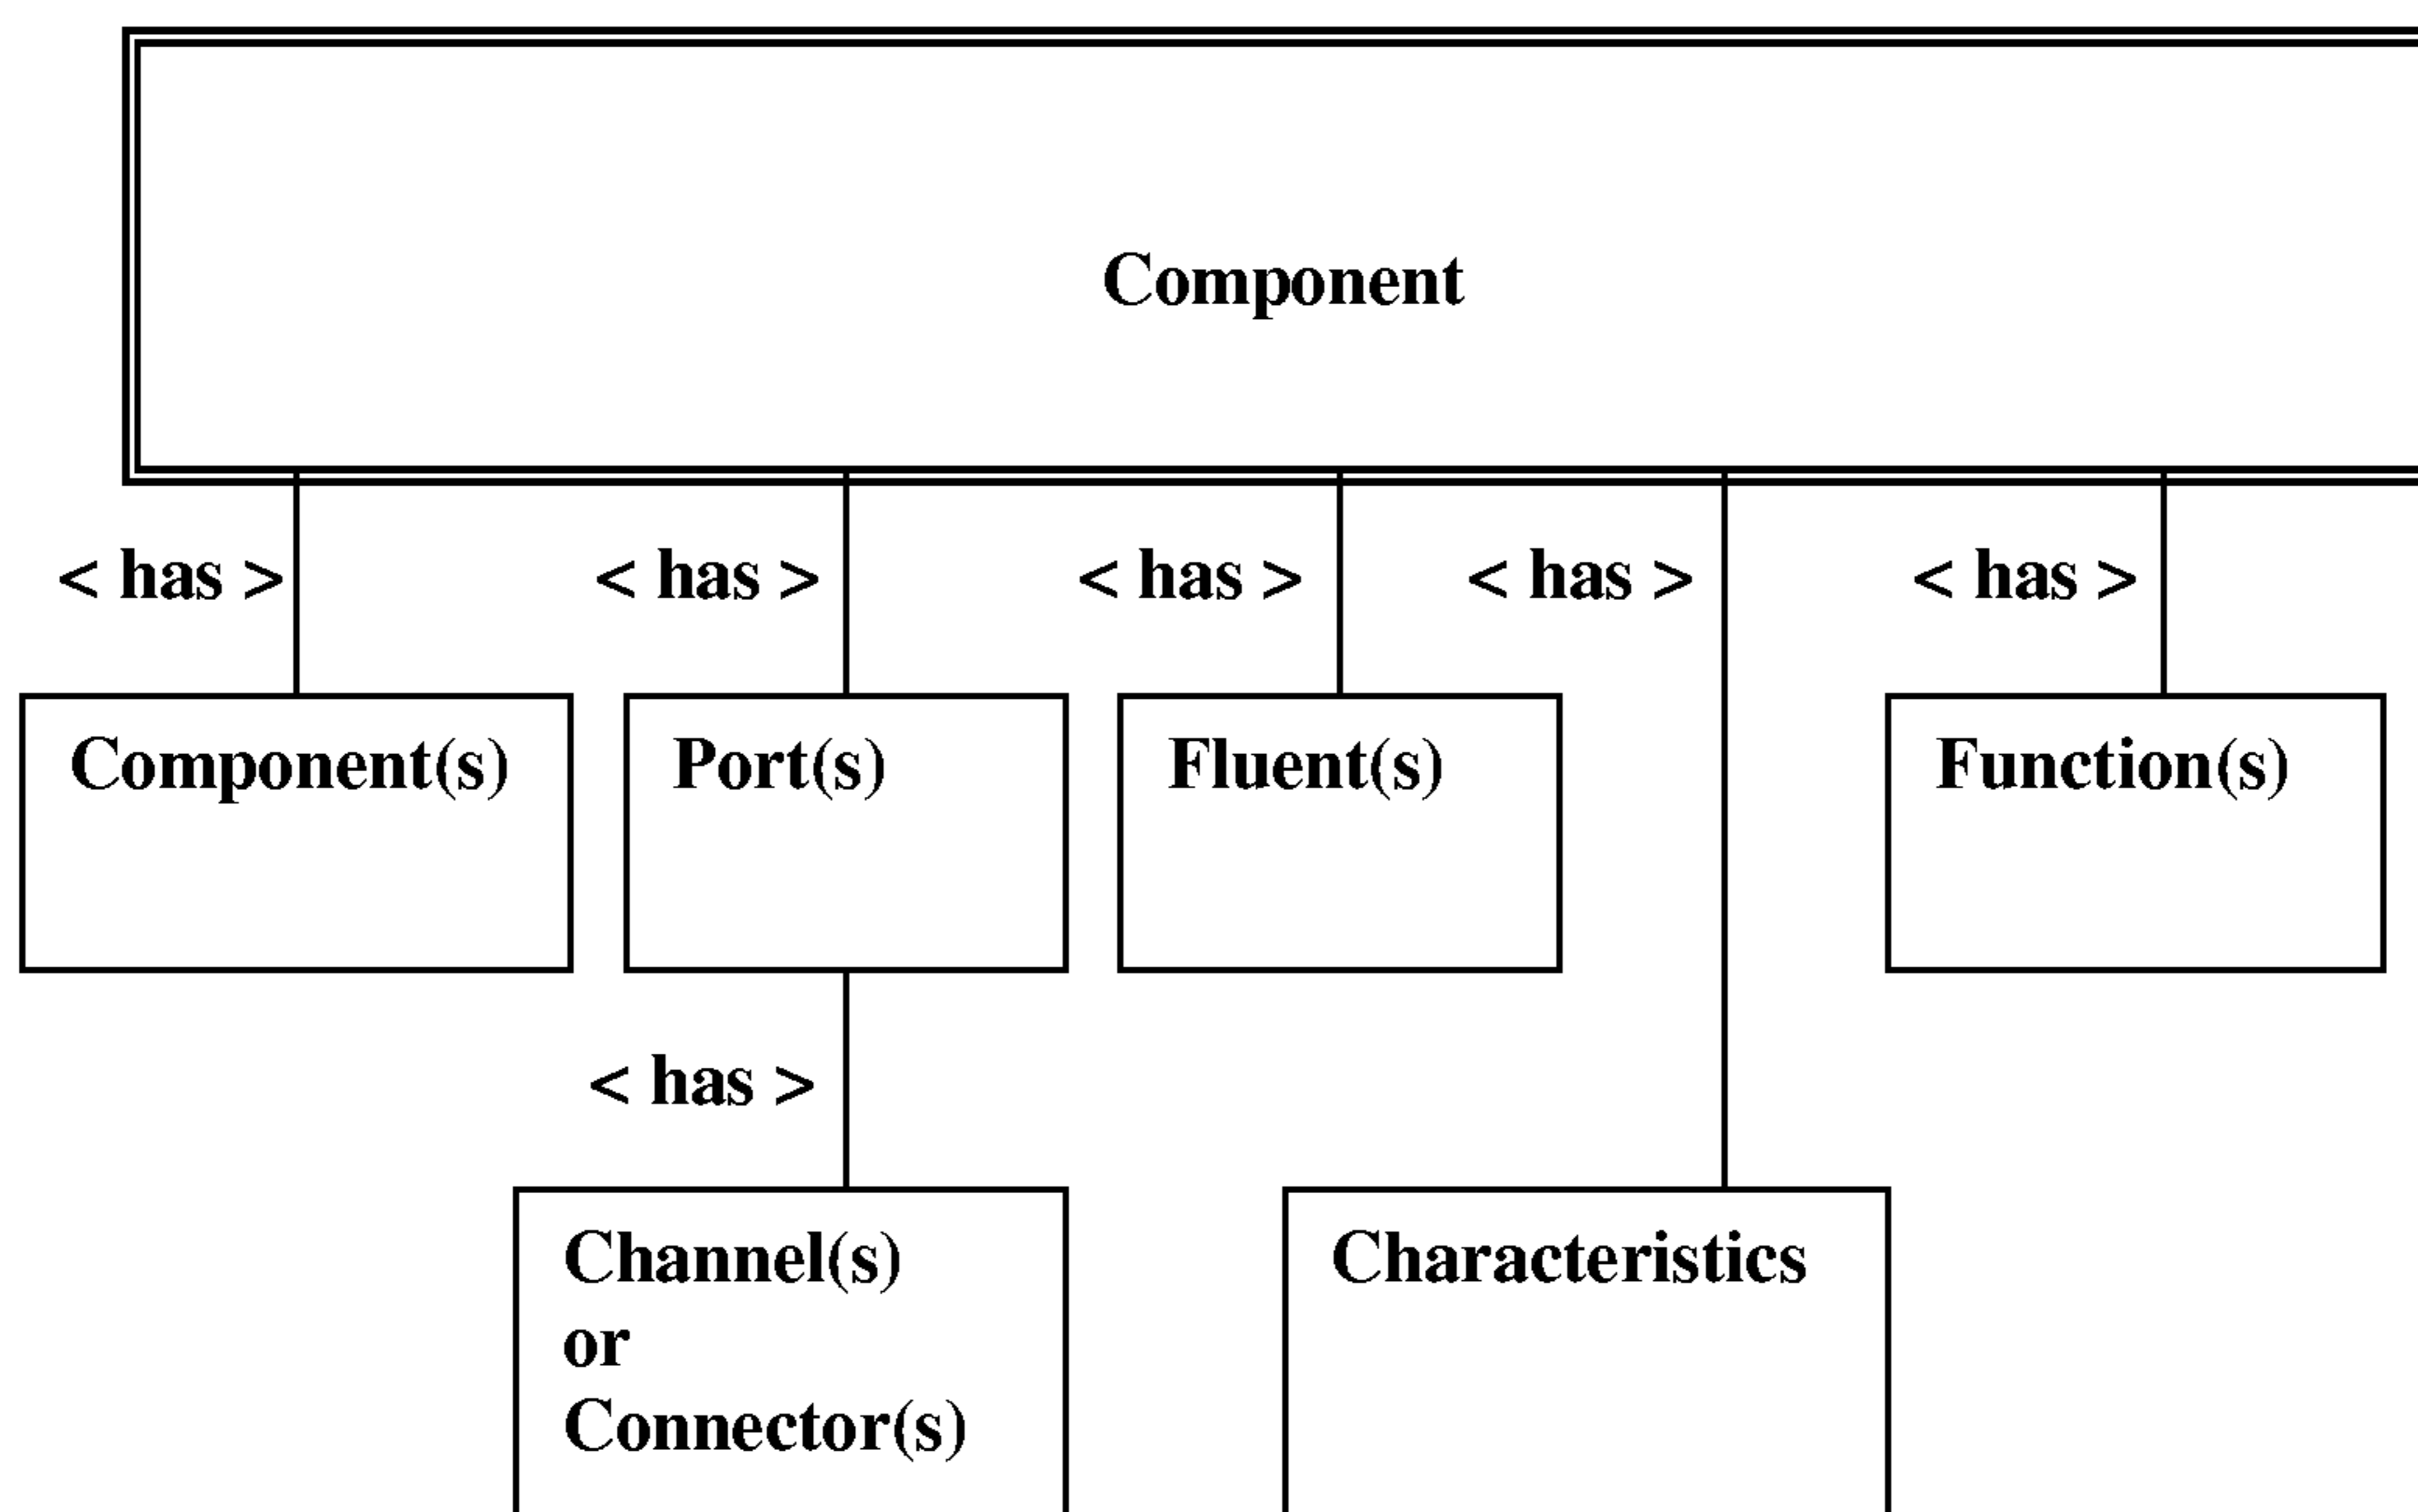 Component
< has > < has > < has > < has > < has >
Component(s) Port(s) Fluent(s) Function(s)
< has >
Channel(s)
or
Connector(s)
Characteristics